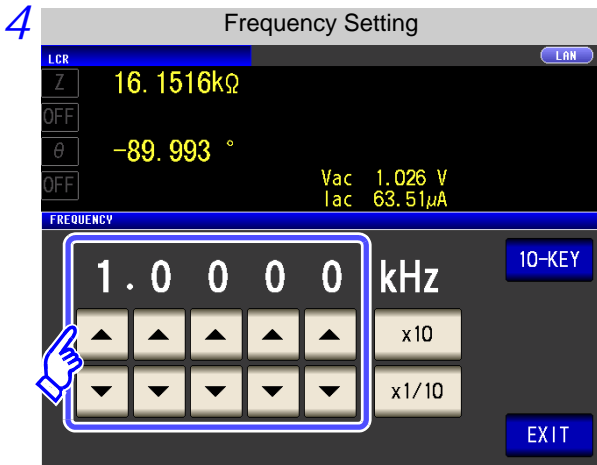 4 Frequency Setting
LCR LAN
Z 16.1516kΩ
OFF
θ -89.993 °
OFF Vac 1.026 V
Iac 63.51μA
FREQUENCY
1.0000 kHz 10-KEY
x10
x1/10
EXIT